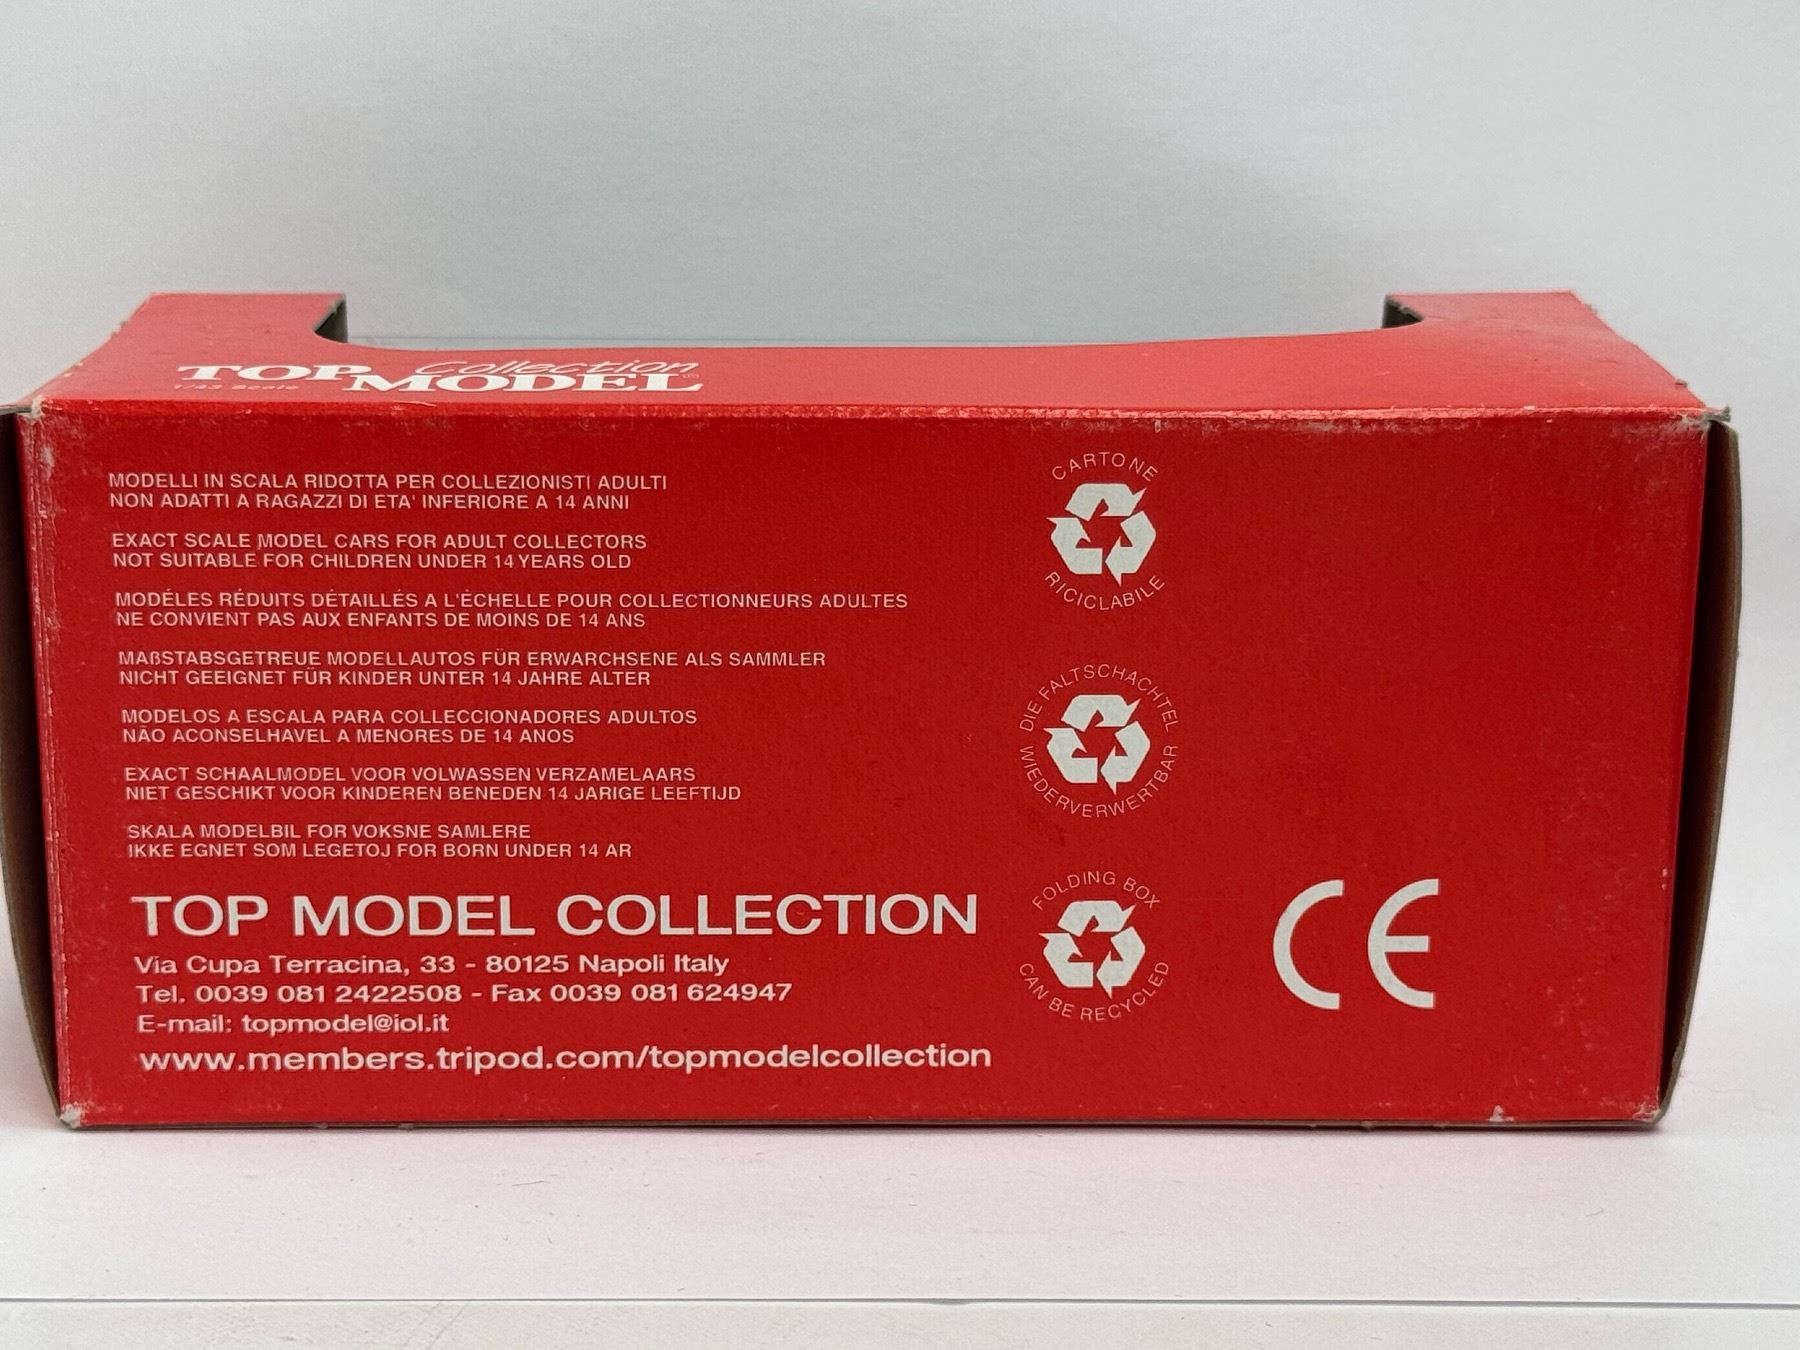 TOP MODEL Collection
1:43 Scale
MODELLI IN SCALA RIDOTTA PER COLLEZIONISTI ADULTI
NON ADATTI A RAGAZZI DI ETA' INFERIORE A 14 ANNI
EXACT SCALE MODEL CARS FOR ADULT COLLECTORS
NOT SUITABLE FOR CHILDREN UNDER 14 YEARS OLD
MODÉLES RÉDUITS DÉTAILLÉS A L'ÉCHELLE POUR COLLECTIONNEURS ADULTES
NE CONVIENT PAS AUX ENFANTS DE MOINS DE 14 ANS
MAßSTABSGETREUE MODELLAUTOS FÜR ERWARCHSENE ALS SAMMLER
NICHT GEEIGNET FÜR KINDER UNTER 14 JAHRE ALTER
MODELOS A ESCALA PARA COLLECCIONADORES ADULTOS
NÃO ACONSELHAVEL A MENORES DE 14 ANOS
EXACT SCHAALMODEL VOOR VOLWASSEN VERZAMELAARS
NIET GESCHIKT VOOR KINDEREN BENEDEN 14 JARIGE LEEFTIJD
SKALA MODELBIL FOR VOKSNE SAMLERE
IKKE EGNET SOM LEGETOJ FOR BORN UNDER 14 AR
TOP MODEL COLLECTION
Via Cupa Terracina, 33 - 80125 Napoli Italy
Tel. 0039 081 2422508 - Fax 0039 081 624947
E-mail: topmodel@iol.it
www.members.tripod.com/topmodelcollection
CARTONE
RICICLABILE
DIE FALTSCHACHTEL
WIEDERVERWERTBAR
FOLDING BOX
CAN BE RECYCLED
CE